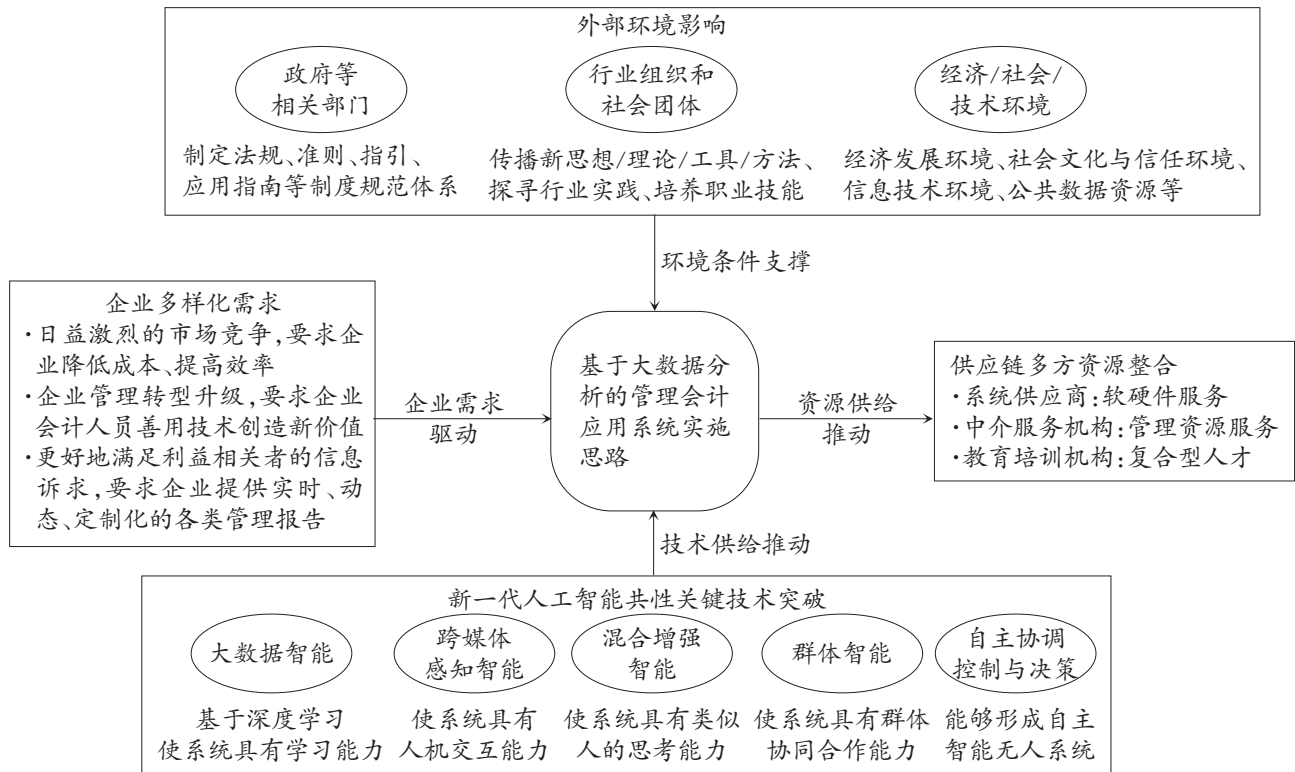 外部环境影响
政府等
相关部门
制定法规、准则、指引、
应用指南等制度规范体系
行业组织和
社会团体
传播新思想/理论/工具/方法、
探寻行业实践、培养职业技能
经济/社会/
技术环境
经济发展环境、社会文化与信任环境、
信息技术环境、公共数据资源等
环境条件支撑
企业多样化需求
·日益激烈的市场竞争,要求企
业降低成本、提高效率
·企业管理转型升级,要求企业
会计人员善用技术创造新价值
·更好地满足利益相关者的信息
诉求,要求企业提供实时、动
态、定制化的各类管理报告
企业需求
驱动
基于大数据分
析的管理会计
应用系统实施
思路
资源供给
推动
供应链多方资源整合
·系统供应商:软硬件服务
·中介服务机构:管理资源服务
·教育培训机构:复合型人才
技术供给推动
新一代人工智能共性关键技术突破
大数据智能
基于深度学习
使系统具有学习能力
跨媒体
感知智能
使系统具有
人机交互能力
混合增强
智能
使系统具有类似
人的思考能力
群体智能
使系统具有群体
协同合作能力
自主协调
控制与决策
能够形成自主
智能无人系统